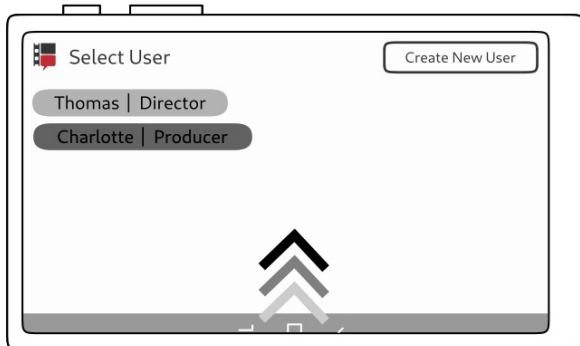 Select User
Create New User
Thomas | Director
Charlotte | Producer